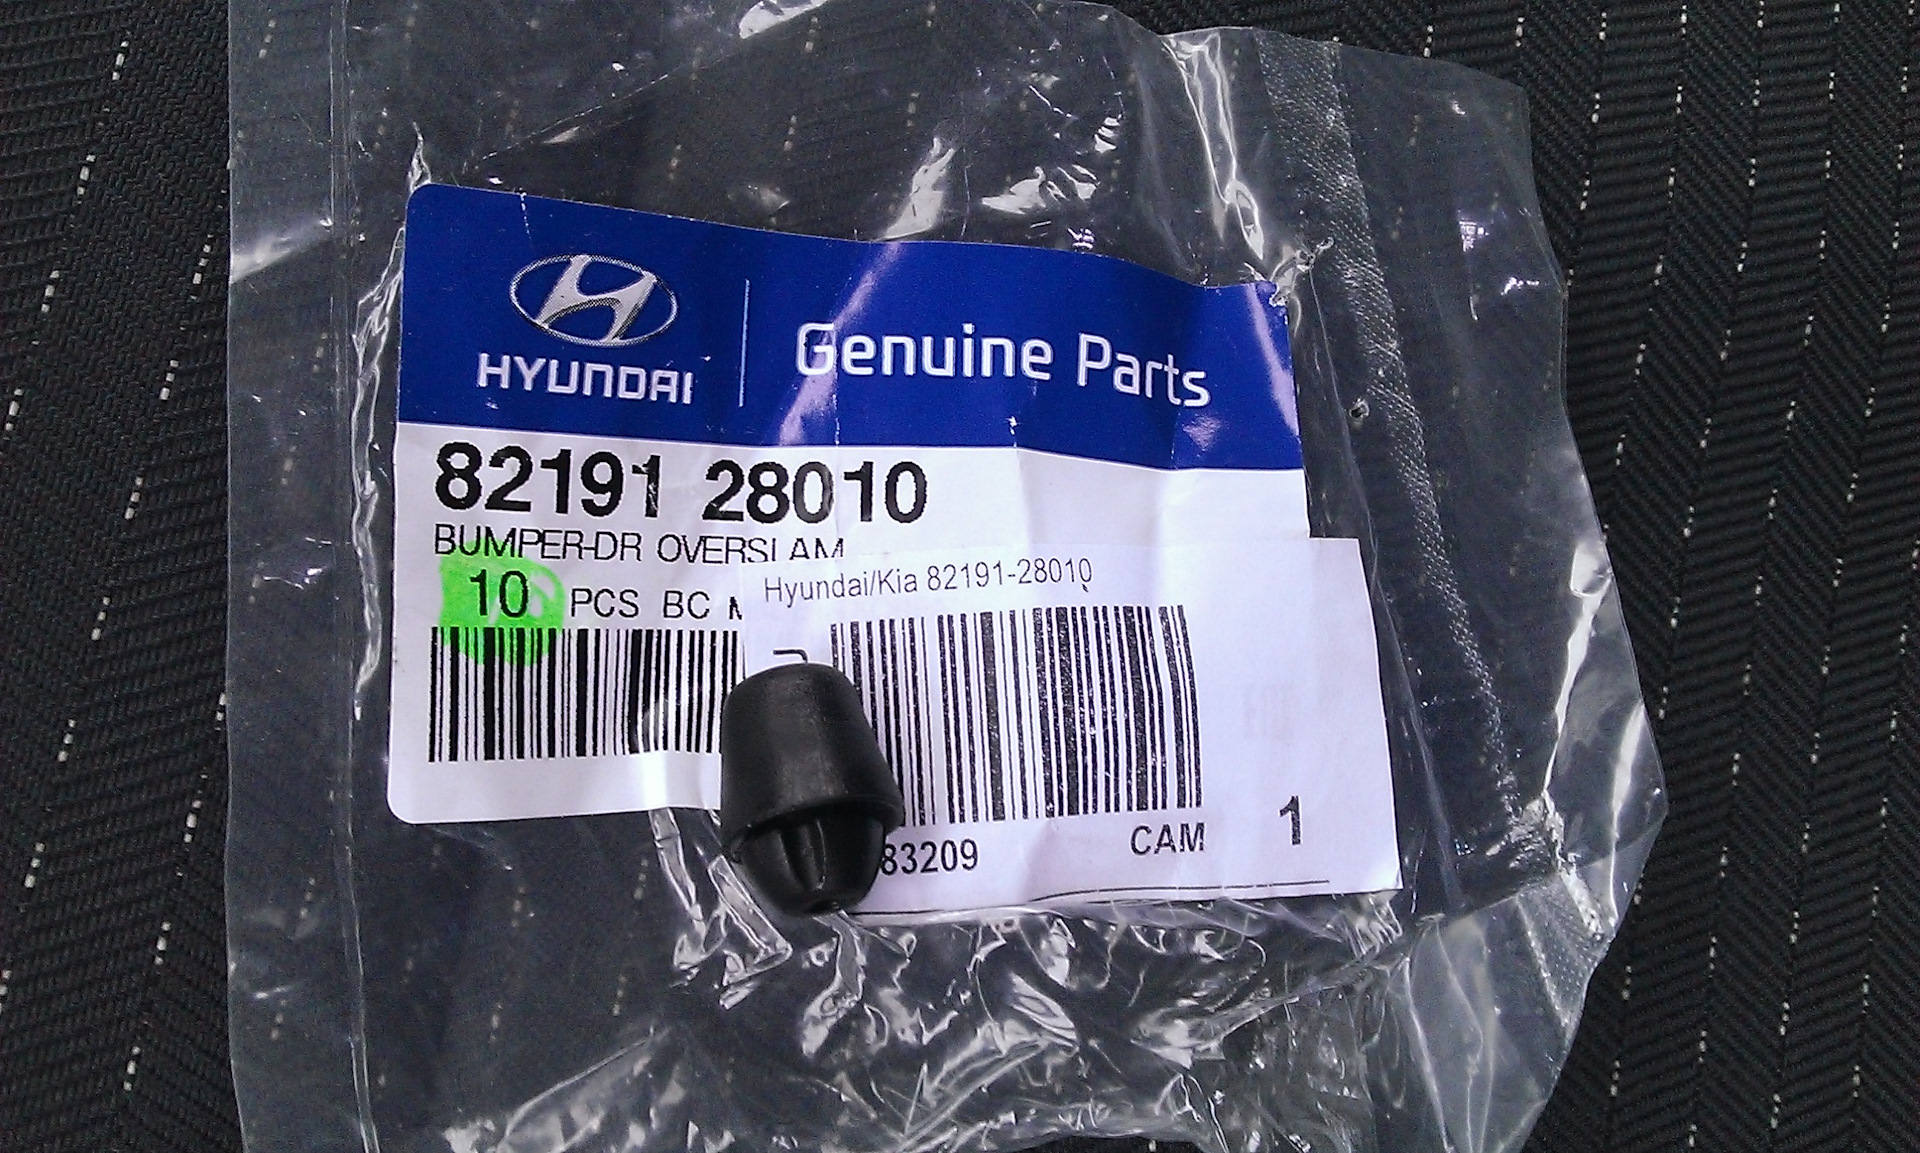 HYUNDAI
Genuine Parts
82191 28010
BUMPER-DR OVERSLAM
10 PCS BC
Hyundai/Kia 82191-28010
83209
CAM
1